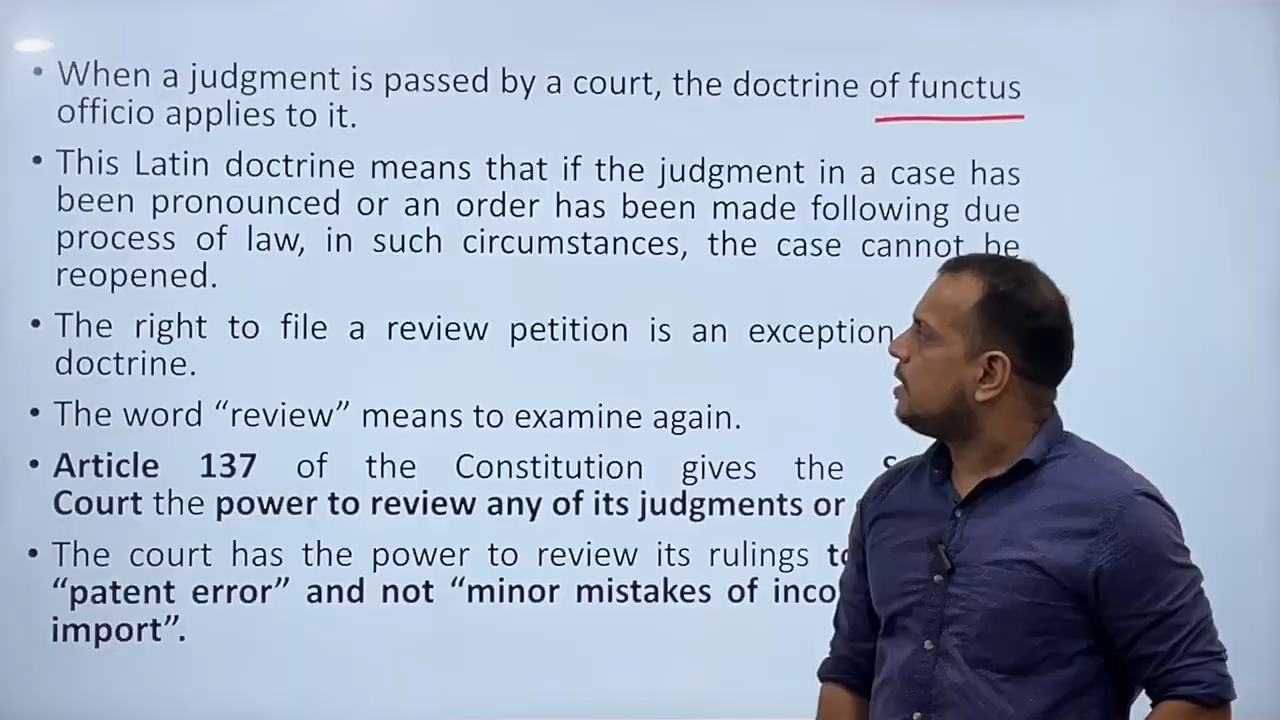 • When a judgment is passed by a court, the doctrine of functus
officio applies to it.
• This Latin doctrine means that if the judgment in a case has
been pronounced or an order has been made following due
process of law, in such circumstances, the case cannot be
reopened.
• The right to file a review petition is an exception
doctrine.
• The word “review” means to examine again.
• Article 137 of the Constitution gives the
Court the power to review any of its judgments or
• The court has the power to review its rulings
“patent error” and not “minor mistakes of
import”.